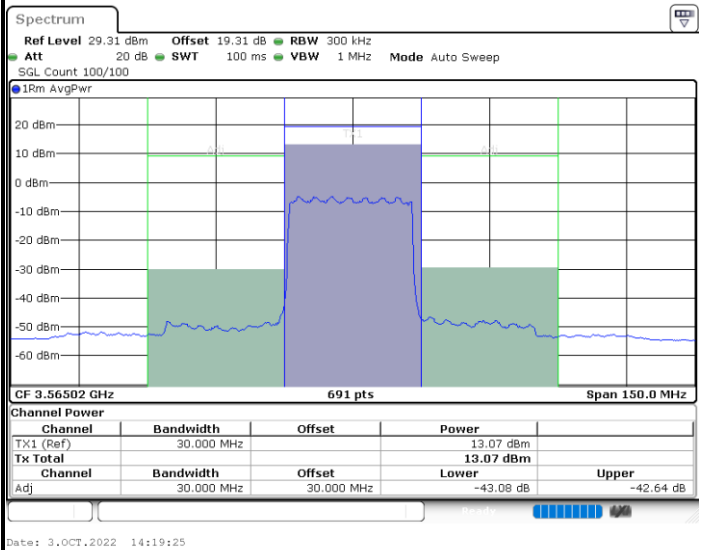 Spectrum
Ref Level 29.31 dBm Offset 19.31 dB RBW 300 kHz
Att 20 dB SWT 100 ms VBW 1 MHz Mode Auto Sweep
SGL Count 100/100
1Rm AvgPwr
20 dBm
TX1
10 dBm
Adj Adj
0 dBm
-10 dBm
-20 dBm
-30 dBm
-40 dBm
-50 dBm
-60 dBm
CF 3.56502 GHz 691 pts Span 150.0 MHz
Channel Power
Channel Bandwidth Offset Power
TX1 (Ref) 30.000 MHz 13.07 dBm
Tx Total 13.07 dBm
Channel Bandwidth Offset Lower Upper
Adj 30.000 MHz 30.000 MHz -43.08 dB -42.64 dB
Ready
Date: 3.OCT.2022 14:19:25